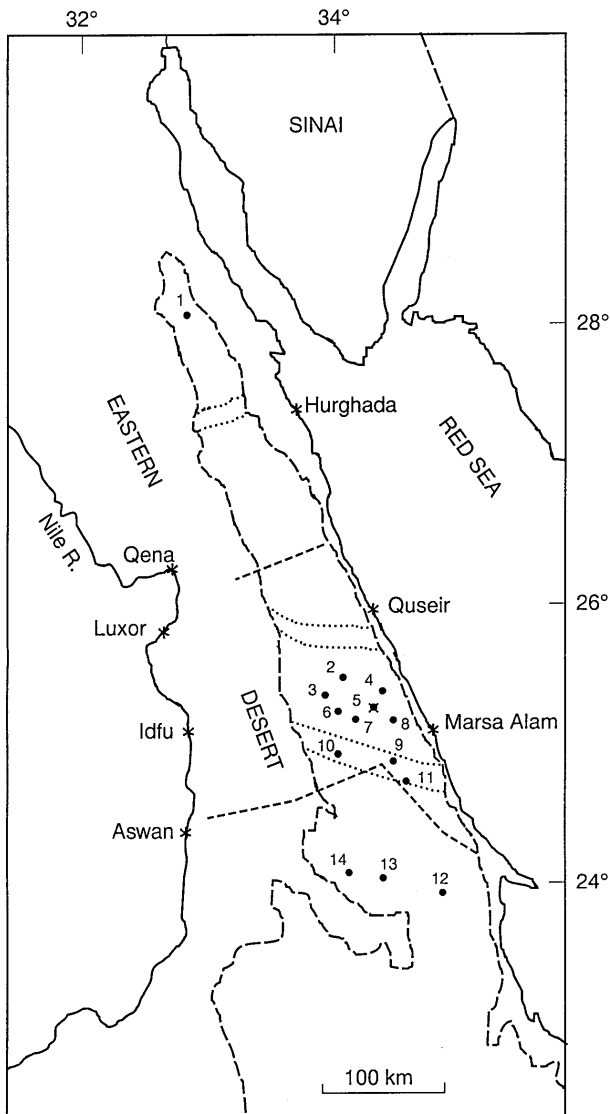 32°
34°
SINAI
1
28°
Hurghada
EASTERN
RED SEA
Nile R.
Qena
26°
Quseir
Luxor
2
3
4
5
6
7
8
Marsa Alam
Idfu
DESERT
10
9
11
Aswan
14
13
12
24°
100 km